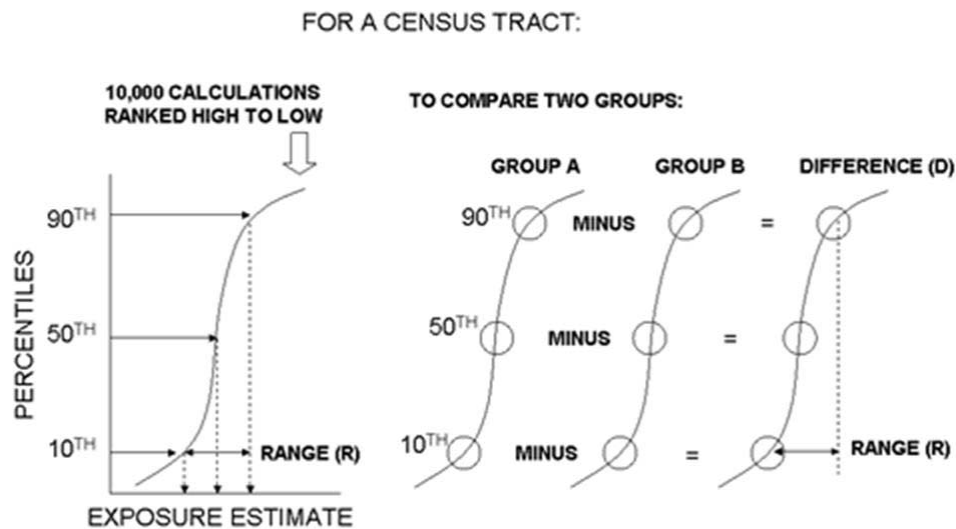 FOR A CENSUS TRACT:
10,000 CALCULATIONS
RANKED HIGH TO LOW
PERCENTILES
90TH
50TH
10TH
RANGE (R)
EXPOSURE ESTIMATE
TO COMPARE TWO GROUPS:
GROUP A GROUP B DIFFERENCE (D)
90TH MINUS =
50TH MINUS =
10TH MINUS = RANGE (R)